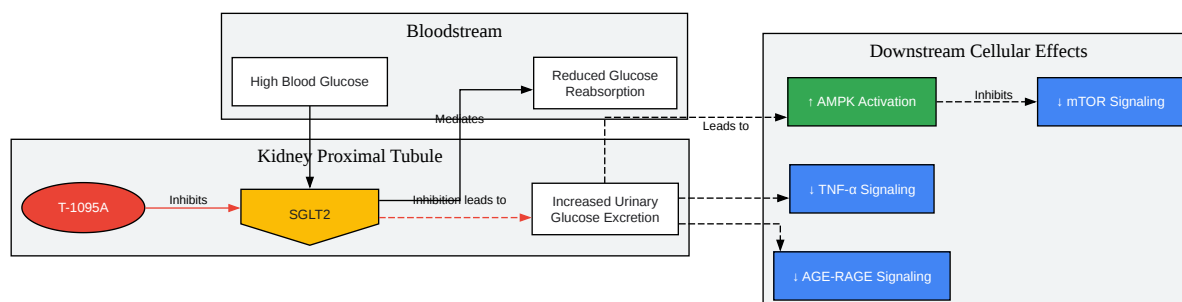 Bloodstream
High Blood Glucose
Reduced Glucose
Reabsorption
Mediates
Kidney Proximal Tubule
T-1095A
Inhibits
SGLT2
Inhibition leads to
Increased Urinary
Glucose Excretion
Leads to
Downstream Cellular Effects
↑ AMPK Activation
Inhibits
↓ mTOR Signaling
↓ TNF-α Signaling
↓ AGE-RAGE Signaling